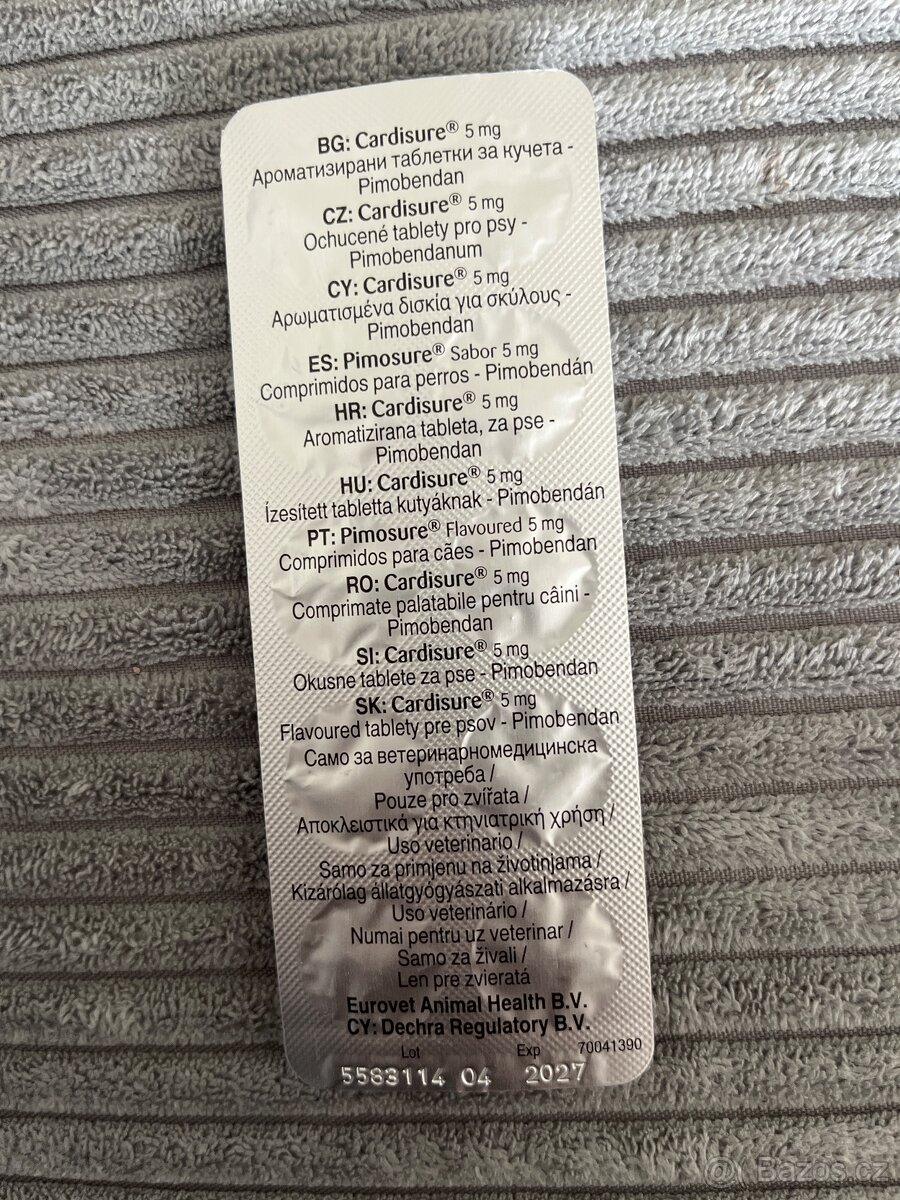 BG: Cardisure® 5 mg
Ароматизирани таблетки за кучета -
Pimobendan
CZ: Cardisure® 5 mg
Ochucené tablety pro psy -
Pimobendanum
CY: Cardisure® 5 mg
Αρωματισμένα δισκία για σκύλους -
Pimobendan
ES: Pimosure® Sabor 5 mg
Comprimidos para perros - Pimobendán
HR: Cardisure® 5 mg
Aromatizirana tableta, za pse -
Pimobendan
HU: Cardisure® 5 mg
Ízesített tabletta kutyáknak - Pimobendán
PT: Pimosure® Flavoured 5 mg
Comprimidos para cães - Pimobendan
RO: Cardisure® 5 mg
Comprimate palatabile pentru câini -
Pimobendan
SI: Cardisure® 5 mg
Okusne tablete za pse - Pimobendan
SK: Cardisure® 5 mg
Flavoured tablety pre psov - Pimobendan
Само за ветеринарномедицинска
употреба /
Pouze pro zvířata /
Αποκλειστικά για κτηνιατρική χρήση /
Uso veterinario /
Samo za primjenu na životinjama /
Kizárólag állatgyógyászati alkalmazásra /
Uso veterinário /
Numai pentru uz veterinar /
Samo za živali /
Len pre zvieratá
Eurovet Animal Health B.V.
CY: Dechra Regulatory B.V.
Lot Exp 70041390
5583114 04 2027
Bazoš.cz